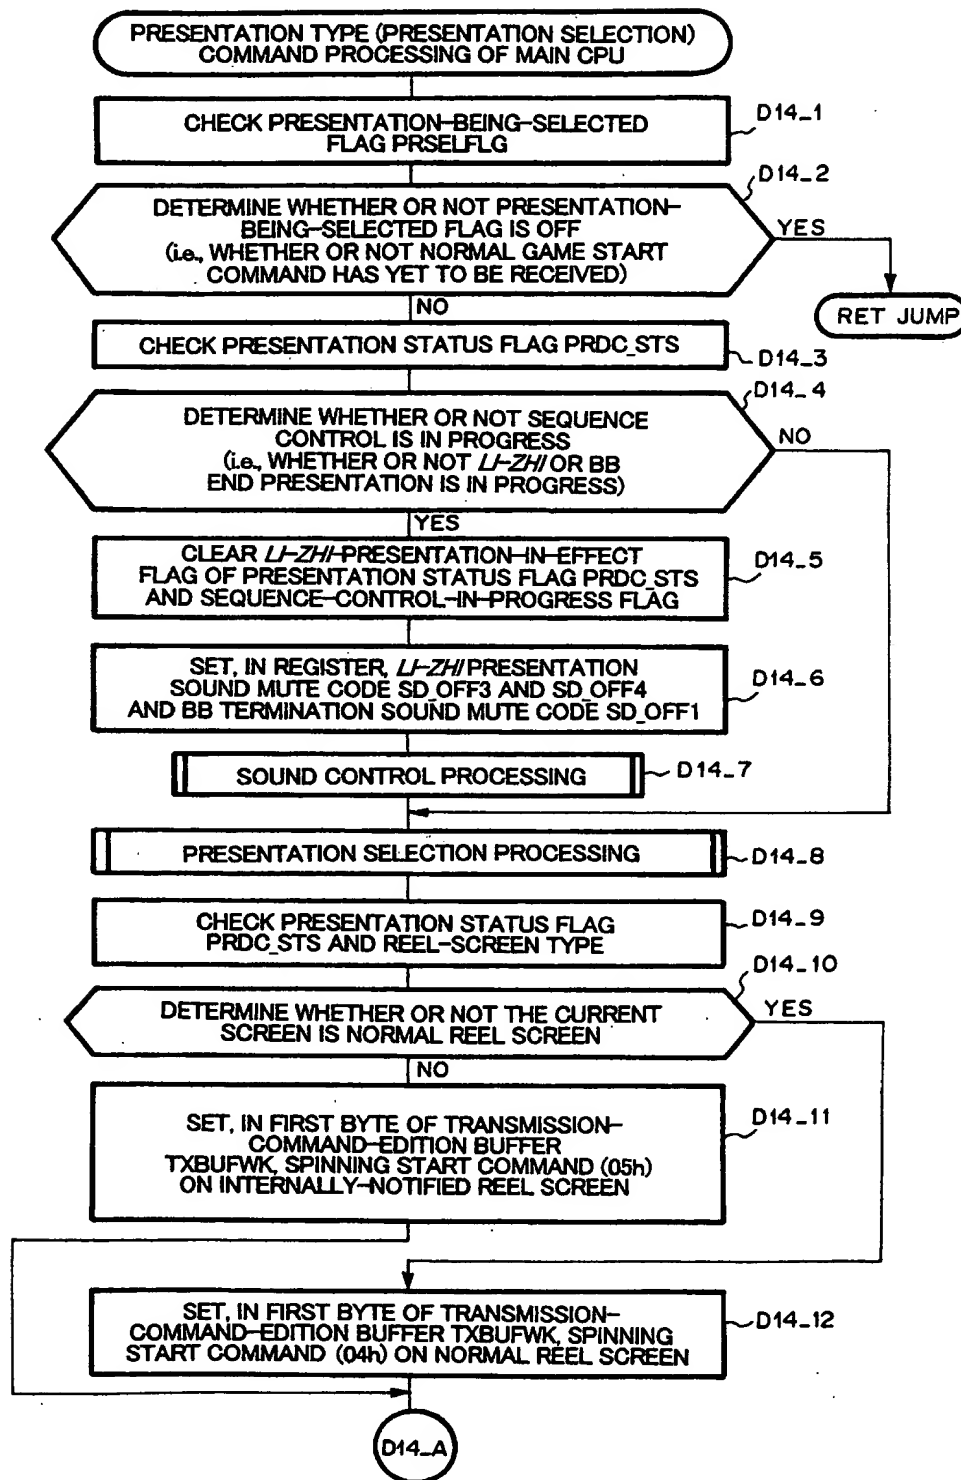 PRESENTATION TYPE (PRESENTATION SELECTION)
COMMAND PROCESSING OF MAIN CPU
CHECK PRESENTATION-BEING-SELECTED
FLAG PRSELFLG
D14_1
D14_2
DETERMINE WHETHER OR NOT PRESENTATION-
BEING-SELECTED FLAG IS OFF
(i.e., WHETHER OR NOT NORMAL GAME START
COMMAND HAS YET TO BE RECEIVED)
YES
NO
RET JUMP
CHECK PRESENTATION STATUS FLAG PRDC_STS
D14_3
D14_4
DETERMINE WHETHER OR NOT SEQUENCE
CONTROL IS IN PROGRESS
(i.e., WHETHER OR NOT LI-ZHI OR BB
END PRESENTATION IS IN PROGRESS)
NO
YES
CLEAR LI-ZHI-PRESENTATION-IN-EFFECT
FLAG OF PRESENTATION STATUS FLAG PRDC_STS
AND SEQUENCE-CONTROL-IN-PROGRESS FLAG
D14_5
SET, IN REGISTER, LI-ZHI PRESENTATION
SOUND MUTE CODE SD_OFF3 AND SD_OFF4
AND BB TERMINATION SOUND MUTE CODE SD_OFF1
D14_6
SOUND CONTROL PROCESSING
D14_7
PRESENTATION SELECTION PROCESSING
D14_8
CHECK PRESENTATION STATUS FLAG
PRDC_STS AND REEL-SCREEN TYPE
D14_9
D14_10
DETERMINE WHETHER OR NOT THE CURRENT
SCREEN IS NORMAL REEL SCREEN
YES
NO
SET, IN FIRST BYTE OF TRANSMISSION-
COMMAND-EDITION BUFFER
TXBUFWK, SPINNING START COMMAND (05h)
ON INTERNALLY-NOTIFIED REEL SCREEN
D14_11
SET, IN FIRST BYTE OF TRANSMISSION-
COMMAND-EDITION BUFFER TXBUFWK, SPINNING
START COMMAND (04h) ON NORMAL REEL SCREEN
D14_12
D14_A